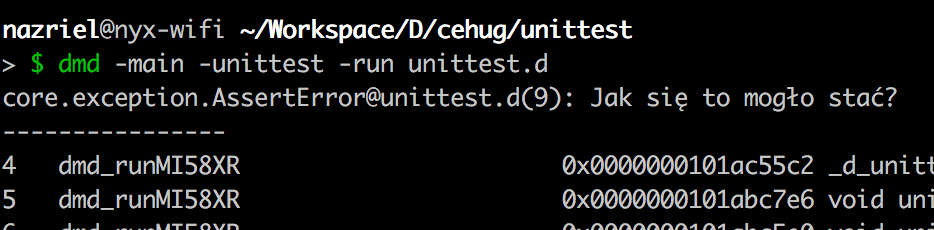 nazriel@nyx-wifi ~/Workspace/D/cehug/unittest
> $ dmd -main -unittest -run unittest.d
core.exception.AssertError@unittest.d(9): Jak się to mogło stać?
----------------
4 dmd_runMI58XR 0x0000000101ac55c2 _d_unitt
5 dmd_runMI58XR 0x0000000101abc7e6 void uni